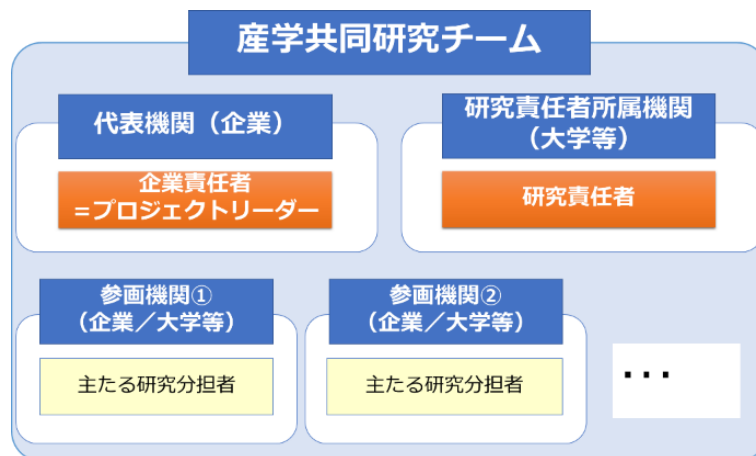 産学共同研究チーム
代表機関（企業）
研究責任者所属機関
（大学等）
企業責任者
=プロジェクトリーダー
研究責任者
参画機関①
（企業／大学等）
参画機関②
（企業／大学等）
主たる研究分担者
主たる研究分担者
・・・